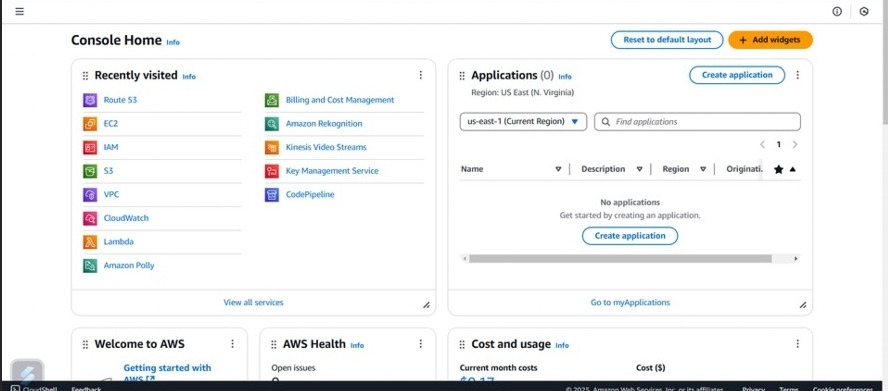 Console Home Info
Reset to default layout
+ Add widgets
Recently visited Info
Route 53
EC2
IAM
S3
VPC
CloudWatch
Lambda
Amazon Polly
Billing and Cost Management
Amazon Rekognition
Kinesis Video Streams
Key Management Service
CodePipeline
View all services
Applications (0) Info
Create application
Region: US East (N. Virginia)
us-east-1 (Current Region)
Find applications
1
Name Description Region Originati.
No applications
Get started by creating an application.
Create application
Go to myApplications
Welcome to AWS
Getting started with
AWS
AWS Health Info
Open issues
Cost and usage Info
Current month costs
Cost ($)
CloudShell Feedback
© 2025, Amazon Web Services, Inc. or its affiliates. Privacy Terms Cookie preferences